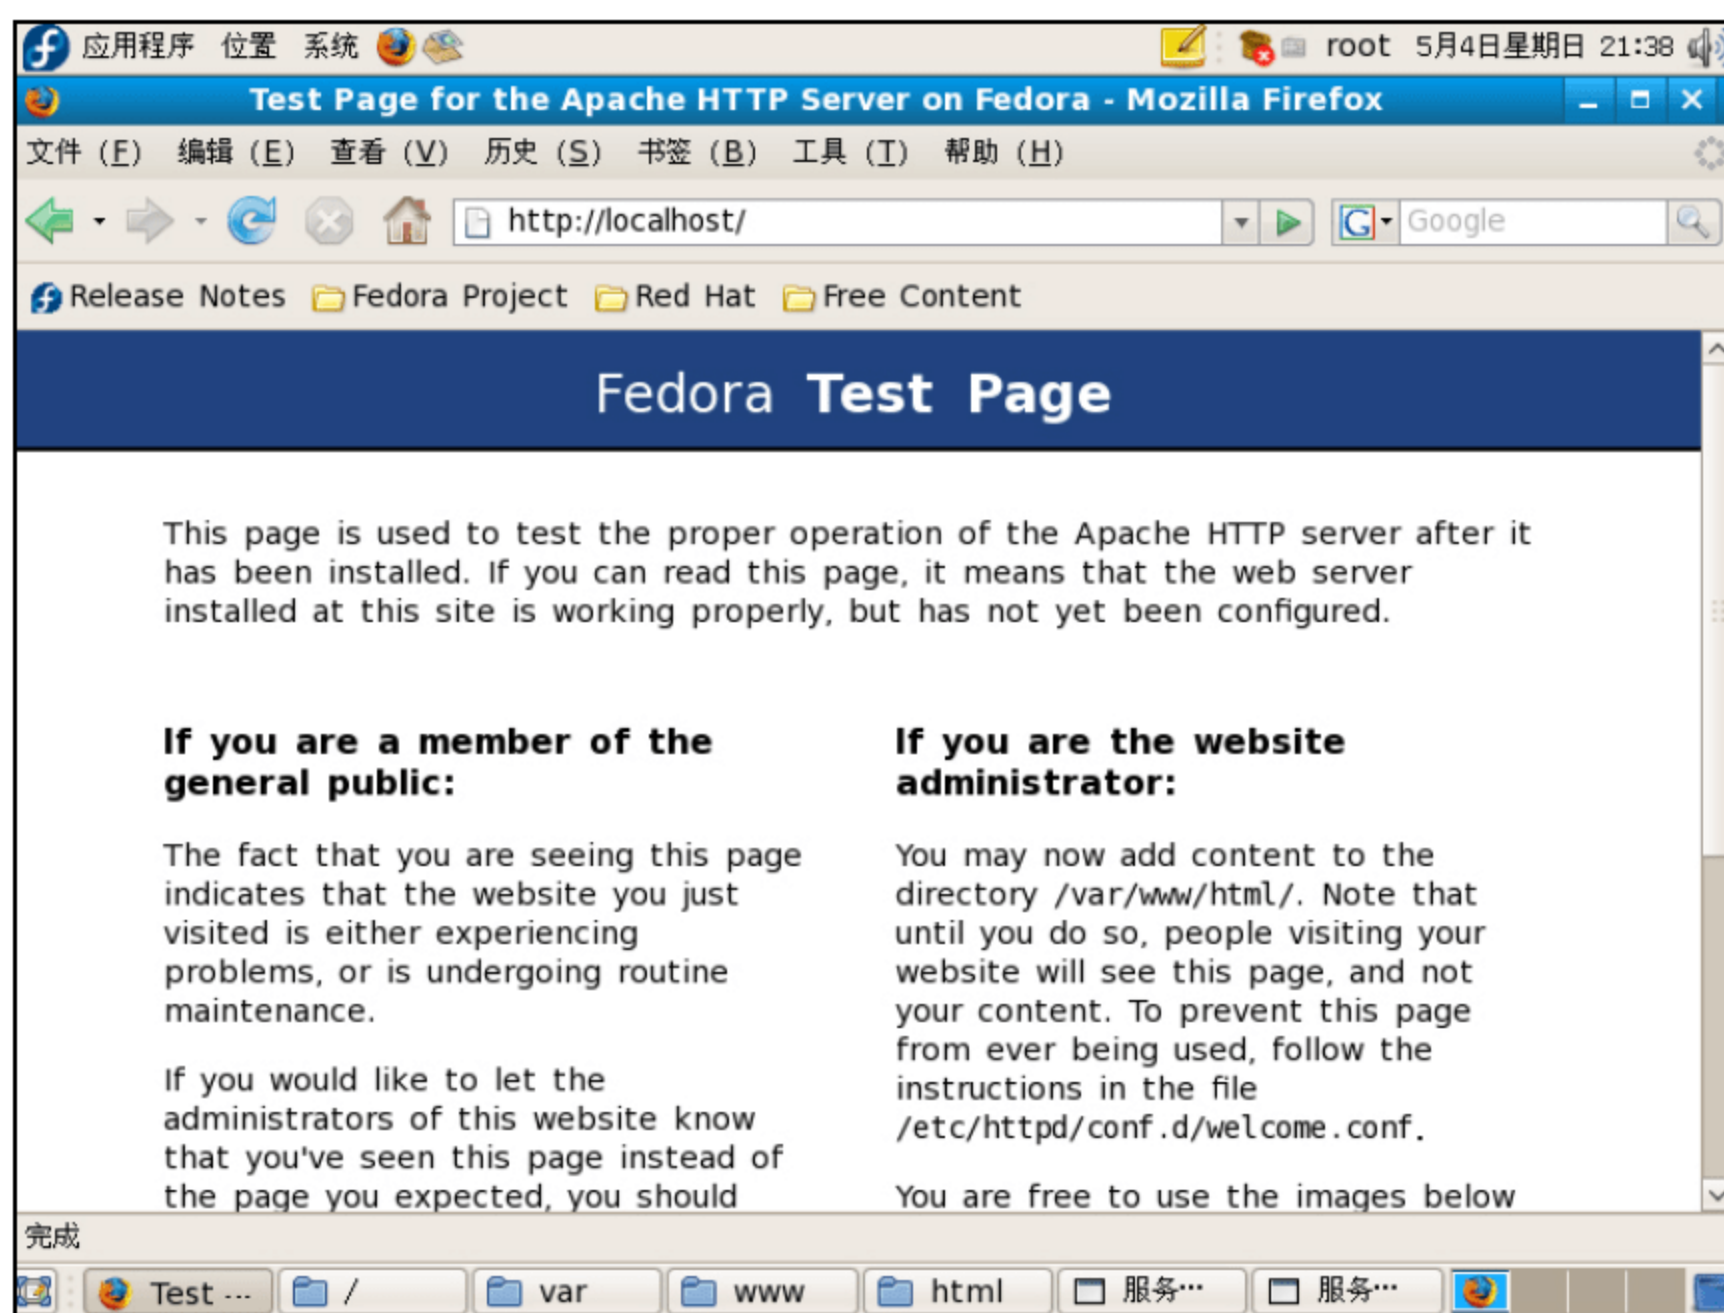 应用程序 位置 系统 root 5月4日星期日 21:38
Test Page for the Apache HTTP Server on Fedora - Mozilla Firefox
文件 (F) 编辑 (E) 查看 (V) 历史 (S) 书签 (B) 工具 (T) 帮助 (H)
http://localhost/ G Google
Release Notes Fedora Project Red Hat Free Content
Fedora Test Page
This page is used to test the proper operation of the Apache HTTP server after it
has been installed. If you can read this page, it means that the web server
installed at this site is working properly, but has not yet been configured.
If you are a member of the
general public:
The fact that you are seeing this page
indicates that the website you just
visited is either experiencing
problems, or is undergoing routine
maintenance.
If you would like to let the
administrators of this website know
that you've seen this page instead of
the page you expected, you should
If you are the website
administrator:
You may now add content to the
directory /var/www/html/. Note that
until you do so, people visiting your
website will see this page, and not
your content. To prevent this page
from ever being used, follow the
instructions in the file
/etc/httpd/conf.d/welcome.conf.
You are free to use the images below
完成
Test ... / var www html 服务... 服务...